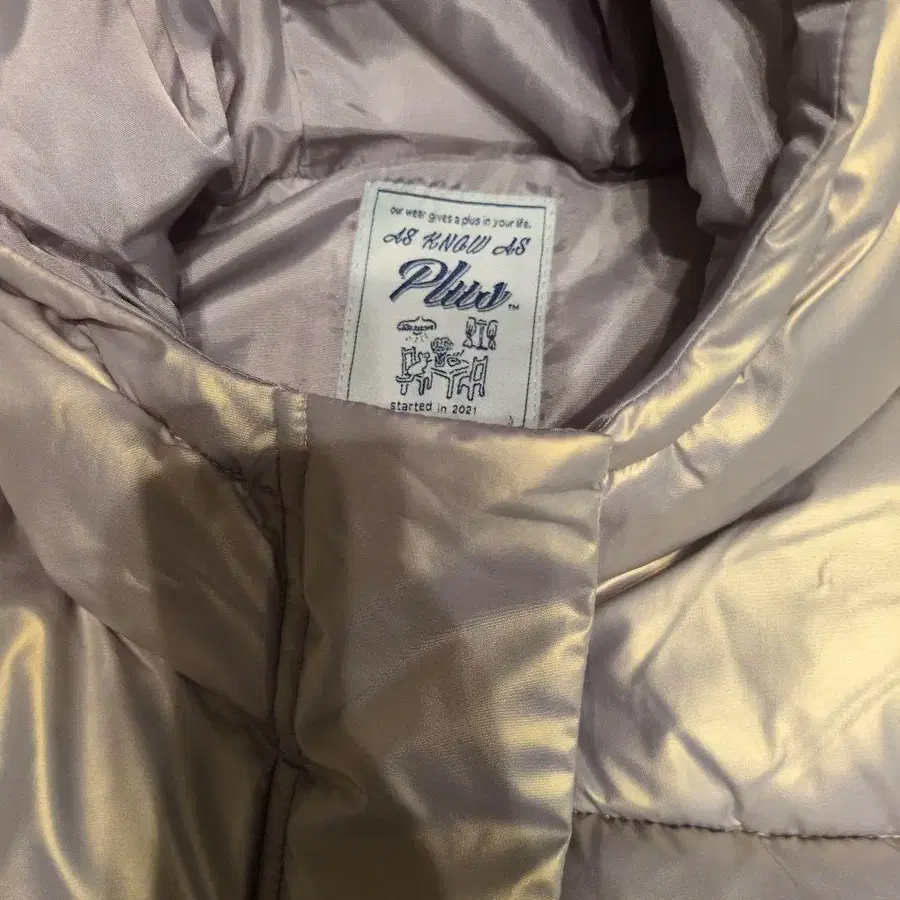 our wear gives a plus in your life.
AS KNOW AS
Plus™
started in 2021